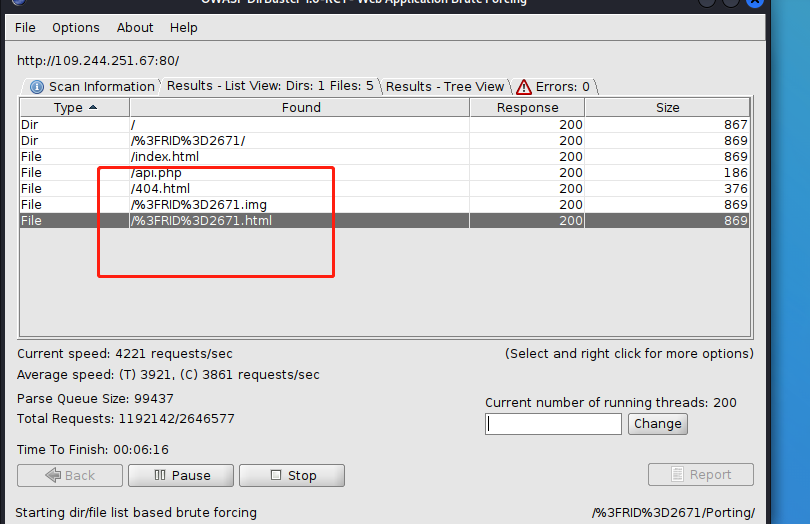 OWASP DirBuster 1.0-RC1 - Web Application Brute Forcing
File Options About Help
http://109.244.251.67:80/
Scan Information Results - List View: Dirs: 1 Files: 5 Results - Tree View Errors: 0
Type Found Response Size
Dir / 200 867
Dir /%3FRID%3D2671/ 200 869
File /index.html 200 869
File /api.php 200 186
File /404.html 200 376
File /%3FRID%3D2671.img 200 869
File /%3FRID%3D2671.html 200 869
Current speed: 4221 requests/sec (Select and right click for more options)
Average speed: (T) 3921, (C) 3861 requests/sec
Parse Queue Size: 99437
Current number of running threads: 200
Total Requests: 1192142/2646577
Change
Time To Finish: 00:06:16
Back Pause Stop Report
Starting dir/file list based brute forcing /%3FRID%3D2671/Porting/